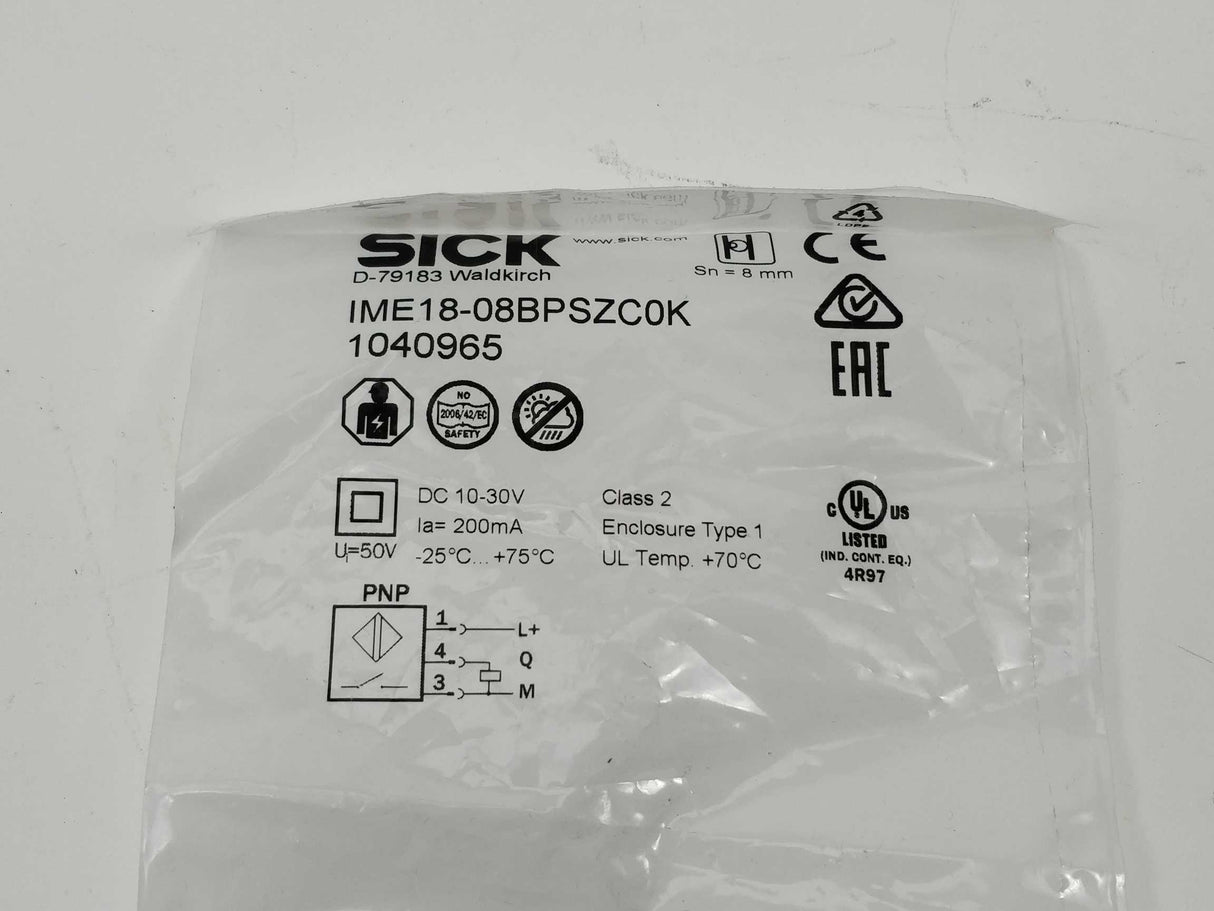 4
SICK
www.sick.com
CE
D-79183 Waldkirch
Sn = 8 mm
IME18-08BPSZC0K
1040965
EAC
NO
2006/42/EC
SAFETY
DC 10-30V
Class 2
Ia= 200mA
Enclosure Type 1
Ui=50V
-25°C... +75°C
UL Temp. +70°C
C UL US
LISTED
(IND. CONT. EQ.)
4R97
PNP
1 L+
4 Q
3 M